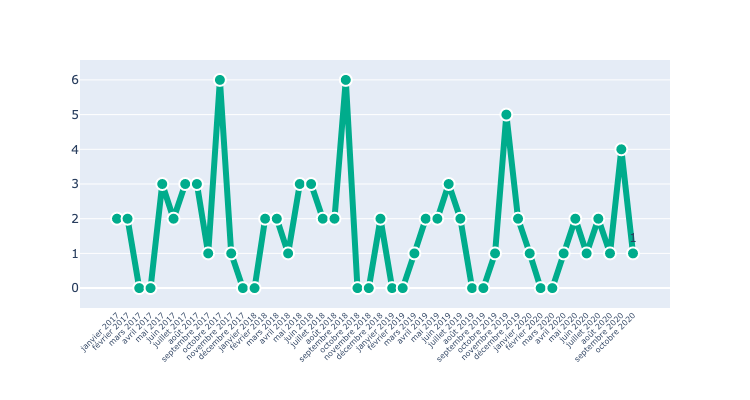 6
5
4
3
2
1
0
1
janvier 2017
février 2017
mars 2017
avril 2017
mai 2017
juin 2017
juillet 2017
août 2017
septembre 2017
octobre 2017
novembre 2017
décembre 2017
janvier 2018
février 2018
mars 2018
avril 2018
mai 2018
juin 2018
juillet 2018
août 2018
septembre 2018
octobre 2018
novembre 2018
décembre 2018
janvier 2019
février 2019
mars 2019
avril 2019
mai 2019
juin 2019
juillet 2019
août 2019
septembre 2019
octobre 2019
novembre 2019
décembre 2019
janvier 2020
février 2020
mars 2020
avril 2020
mai 2020
juin 2020
juillet 2020
août 2020
septembre 2020
octobre 2020